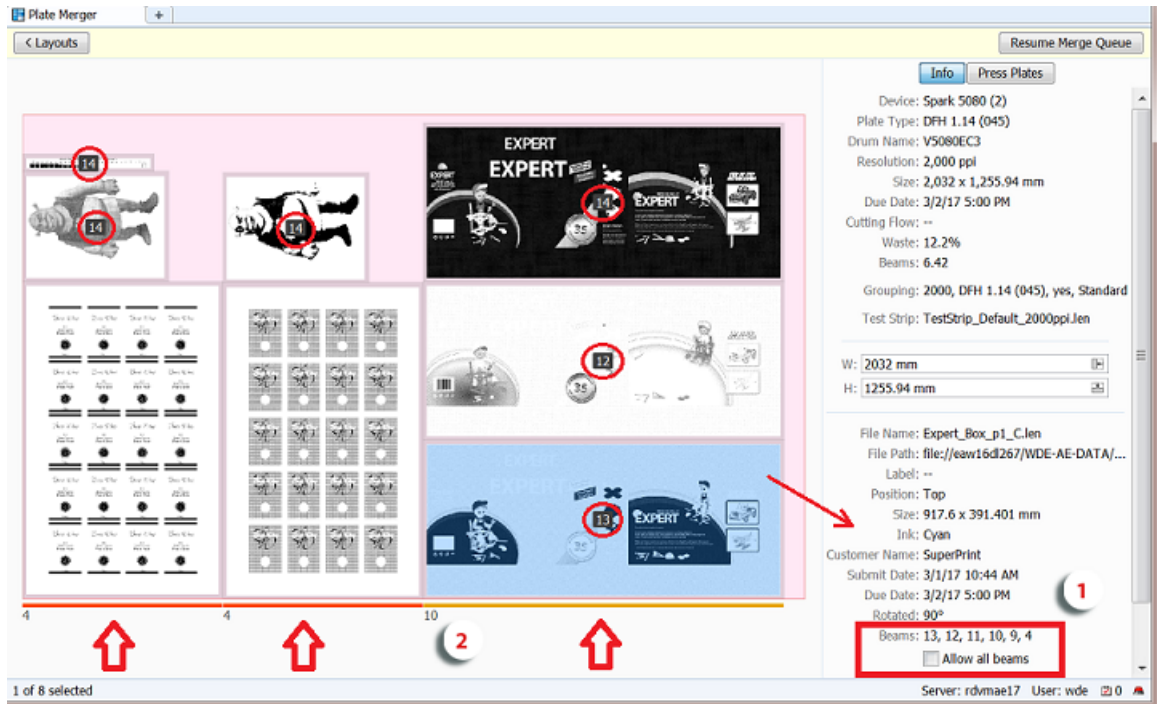 Plate Merger
+
< Layouts
Resume Merge Queue
Info
Press Plates
Device: Spark 5080 (2)
Plate Type: DFH 1.14 (045)
Drum Name: V5080EC3
Resolution: 2,000 ppi
Size: 2,032 x 1,255.94 mm
Due Date: 3/2/17 5:00 PM
Cutting Flow: --
Waste: 12.2%
Beams: 6.42
Grouping: 2000, DFH 1.14 (045), yes, Standard
Test Strip: TestStrip_Default_2000ppi.len
W: 2032 mm
H: 1255.94 mm
File Name: Expert_Box_p1_C.len
File Path: file://eaw16dl267/WDE-AE-DATA/...
Label: --
Position: Top
Size: 917.6 x 391.401 mm
Ink: Cyan
Customer Name: SuperPrint
Submit Date: 3/1/17 10:44 AM
Due Date: 3/2/17 5:00 PM
Rotated: 90°
Beams: 13, 12, 11, 10, 9, 4
Allow all beams
1
14
14
14
EXPERT
EXPERT
14
EXPERT
35
12
35
EXPERT
13
EXPERT
35
4
4
10
2
1 of 8 selected
Server: rdvmae17 User: wde 0